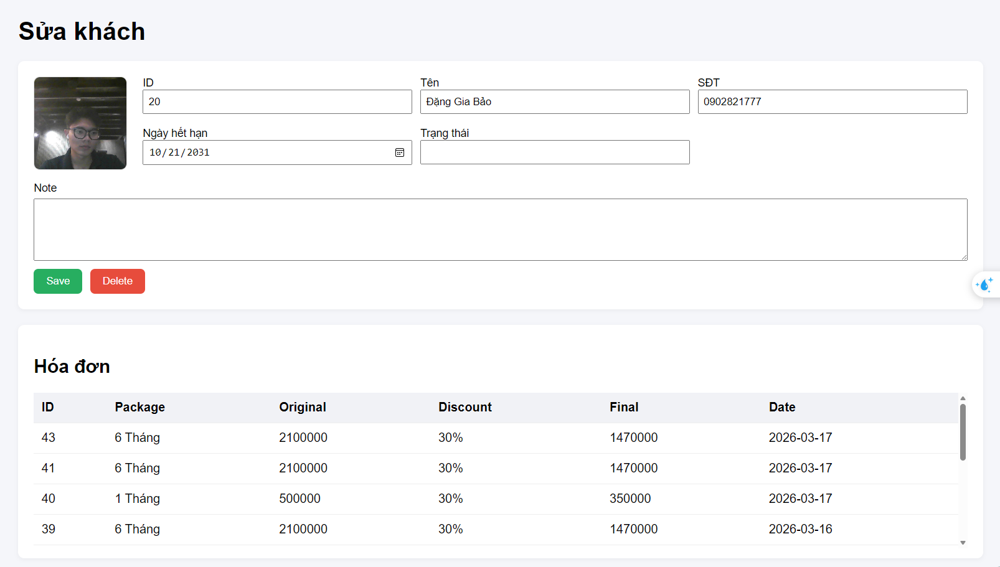 Sửa khách
ID Tên SĐT
20 Đặng Gia Bảo 0902821777
Ngày hết hạn Trạng thái
10/21/2031
Note
Save Delete
Hóa đơn
ID Package Original Discount Final Date
43 6 Tháng 2100000 30% 1470000 2026-03-17
41 6 Tháng 2100000 30% 1470000 2026-03-17
40 1 Tháng 500000 30% 350000 2026-03-17
39 6 Tháng 2100000 30% 1470000 2026-03-16